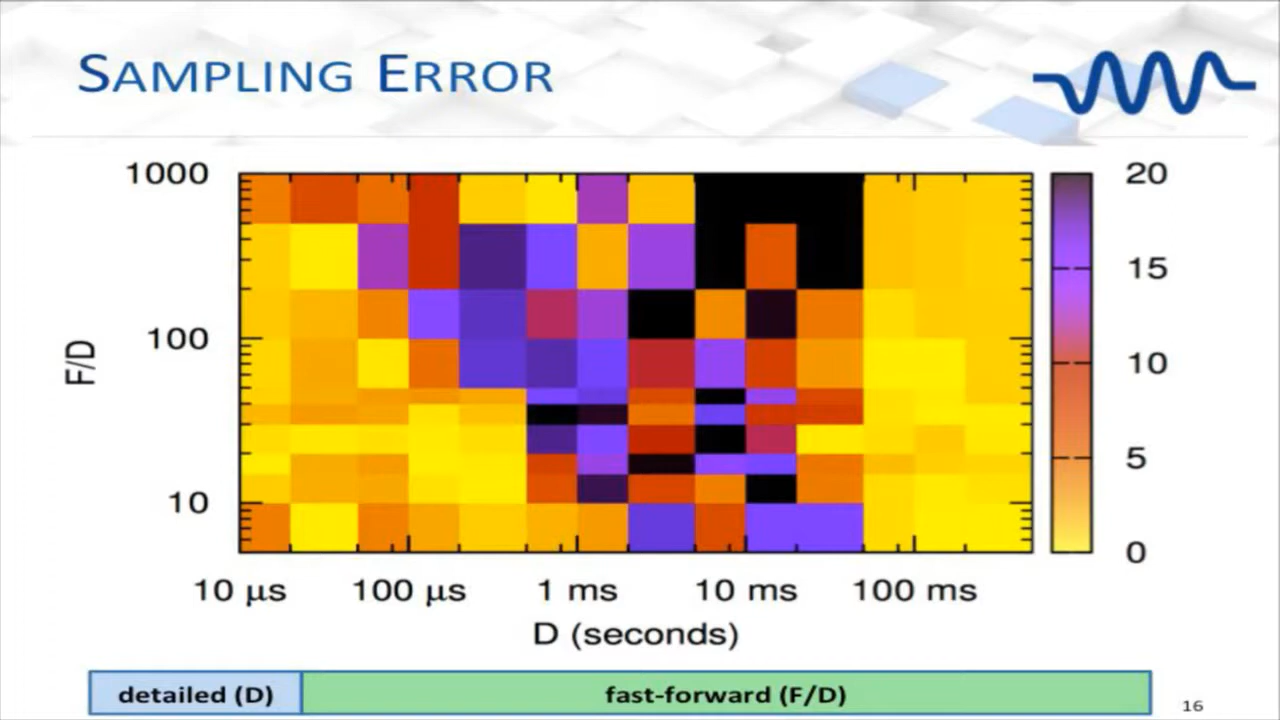 SAMPLING ERROR
1000
100
10
F/D
10 μs
100 μs
1 ms
10 ms
100 ms
D (seconds)
20
15
10
5
0
detailed (D)
fast-forward (F/D)
16